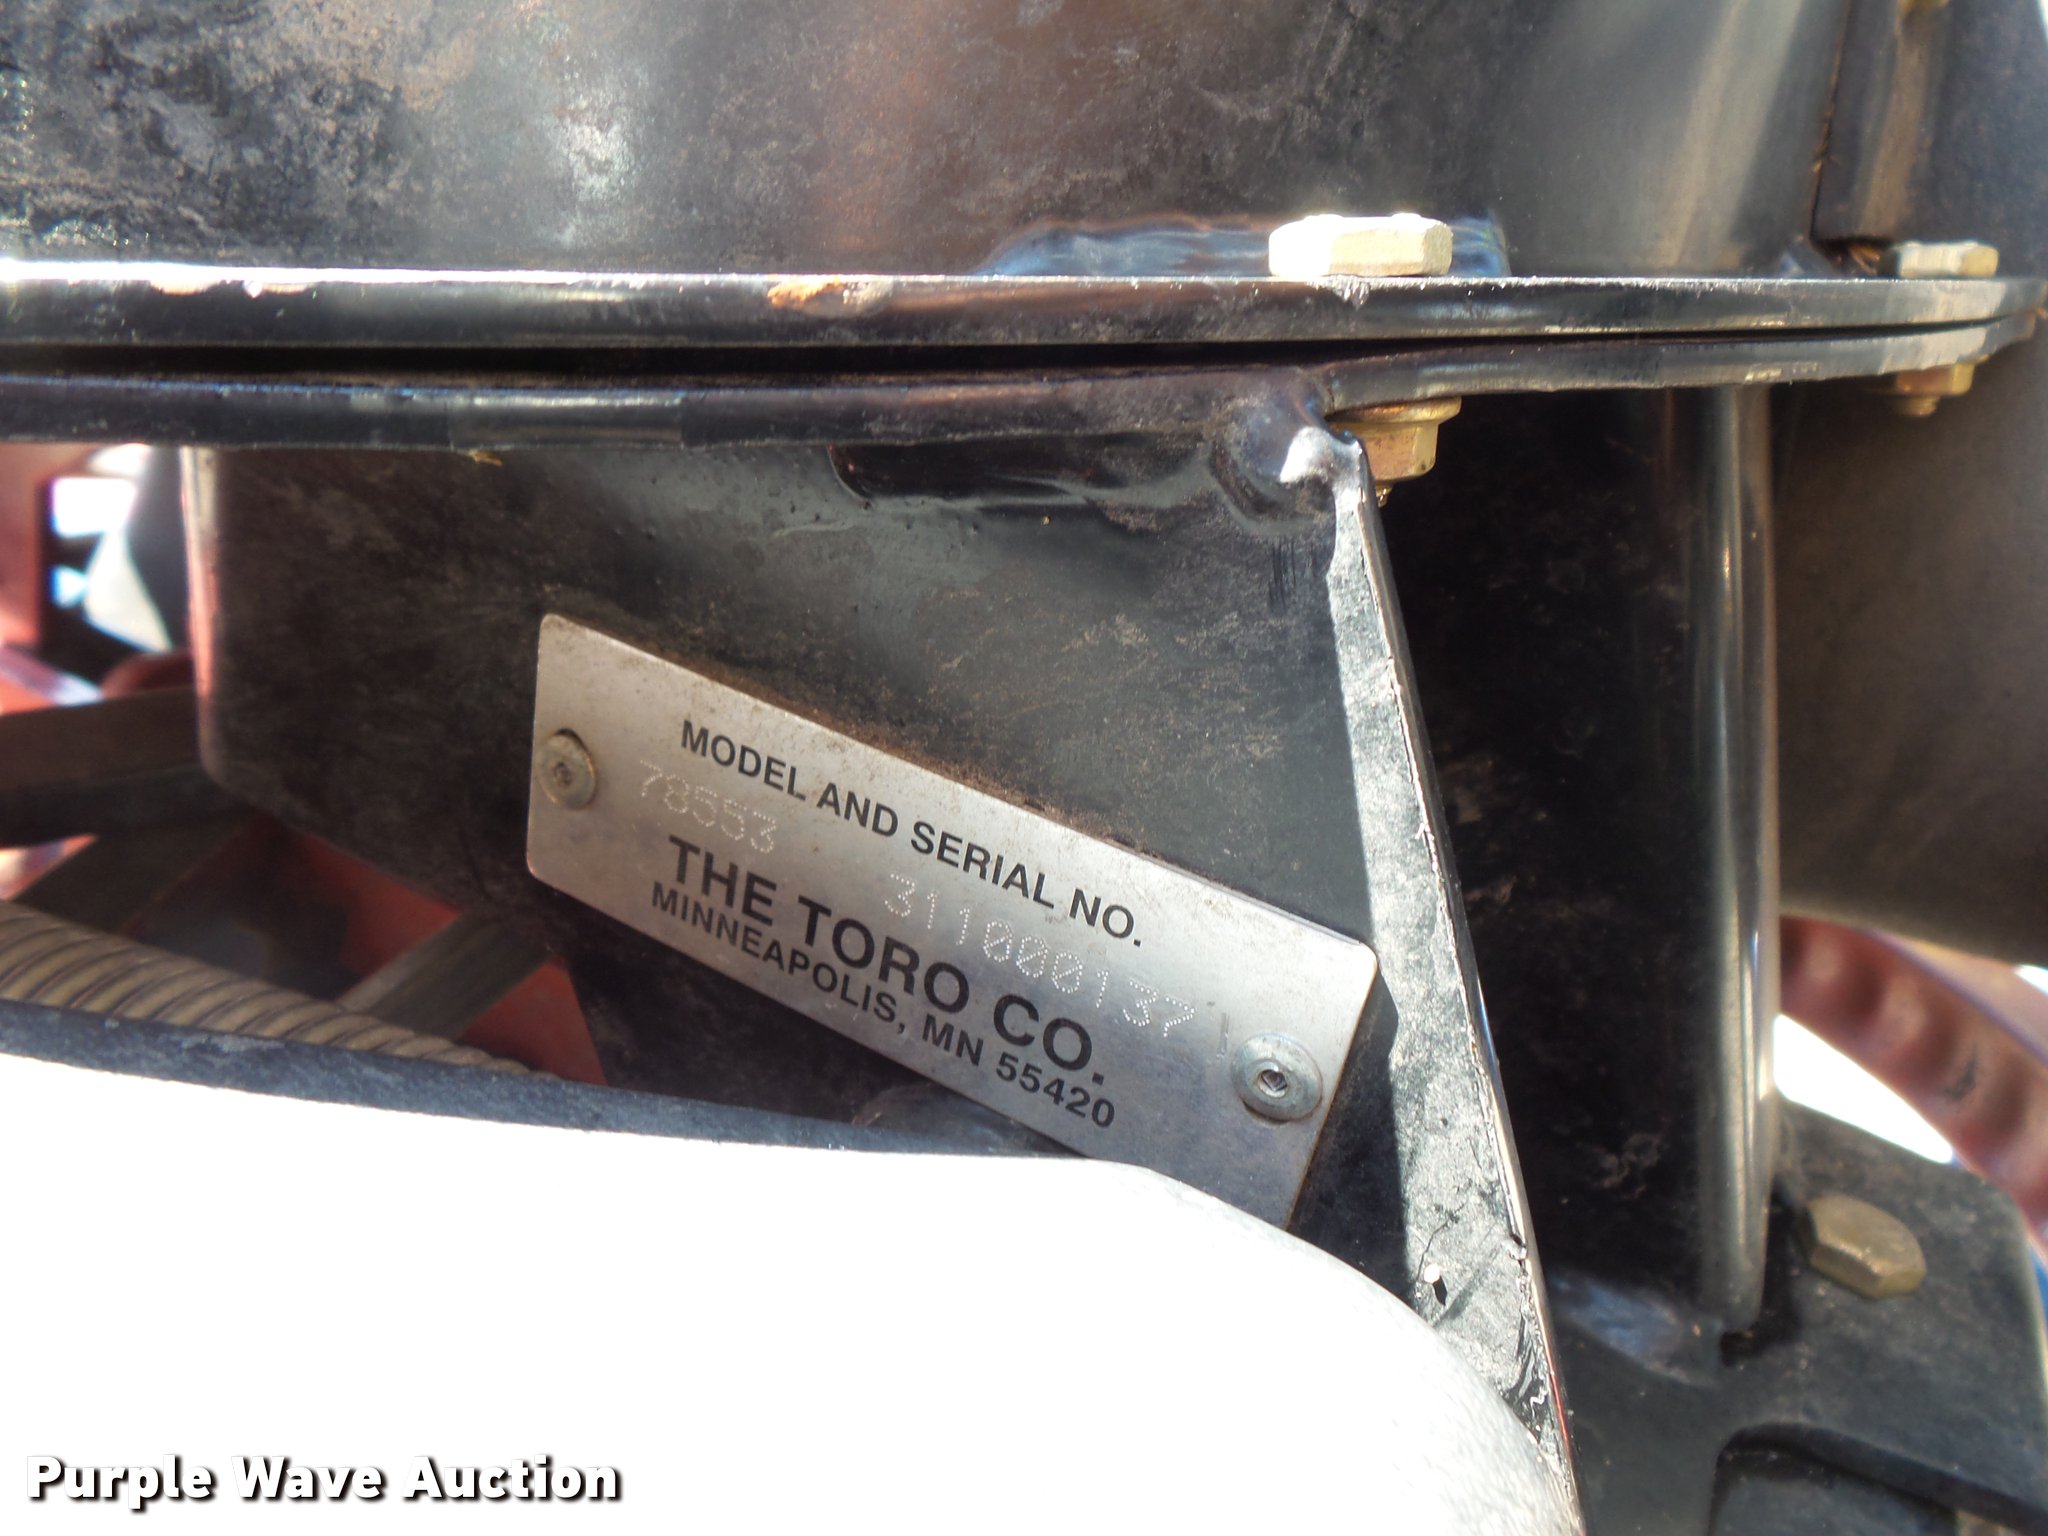 MODEL AND SERIAL NO.
78553 311000137
THE TORO CO.
MINNEAPOLIS, MN 55420
Purple Wave Auction